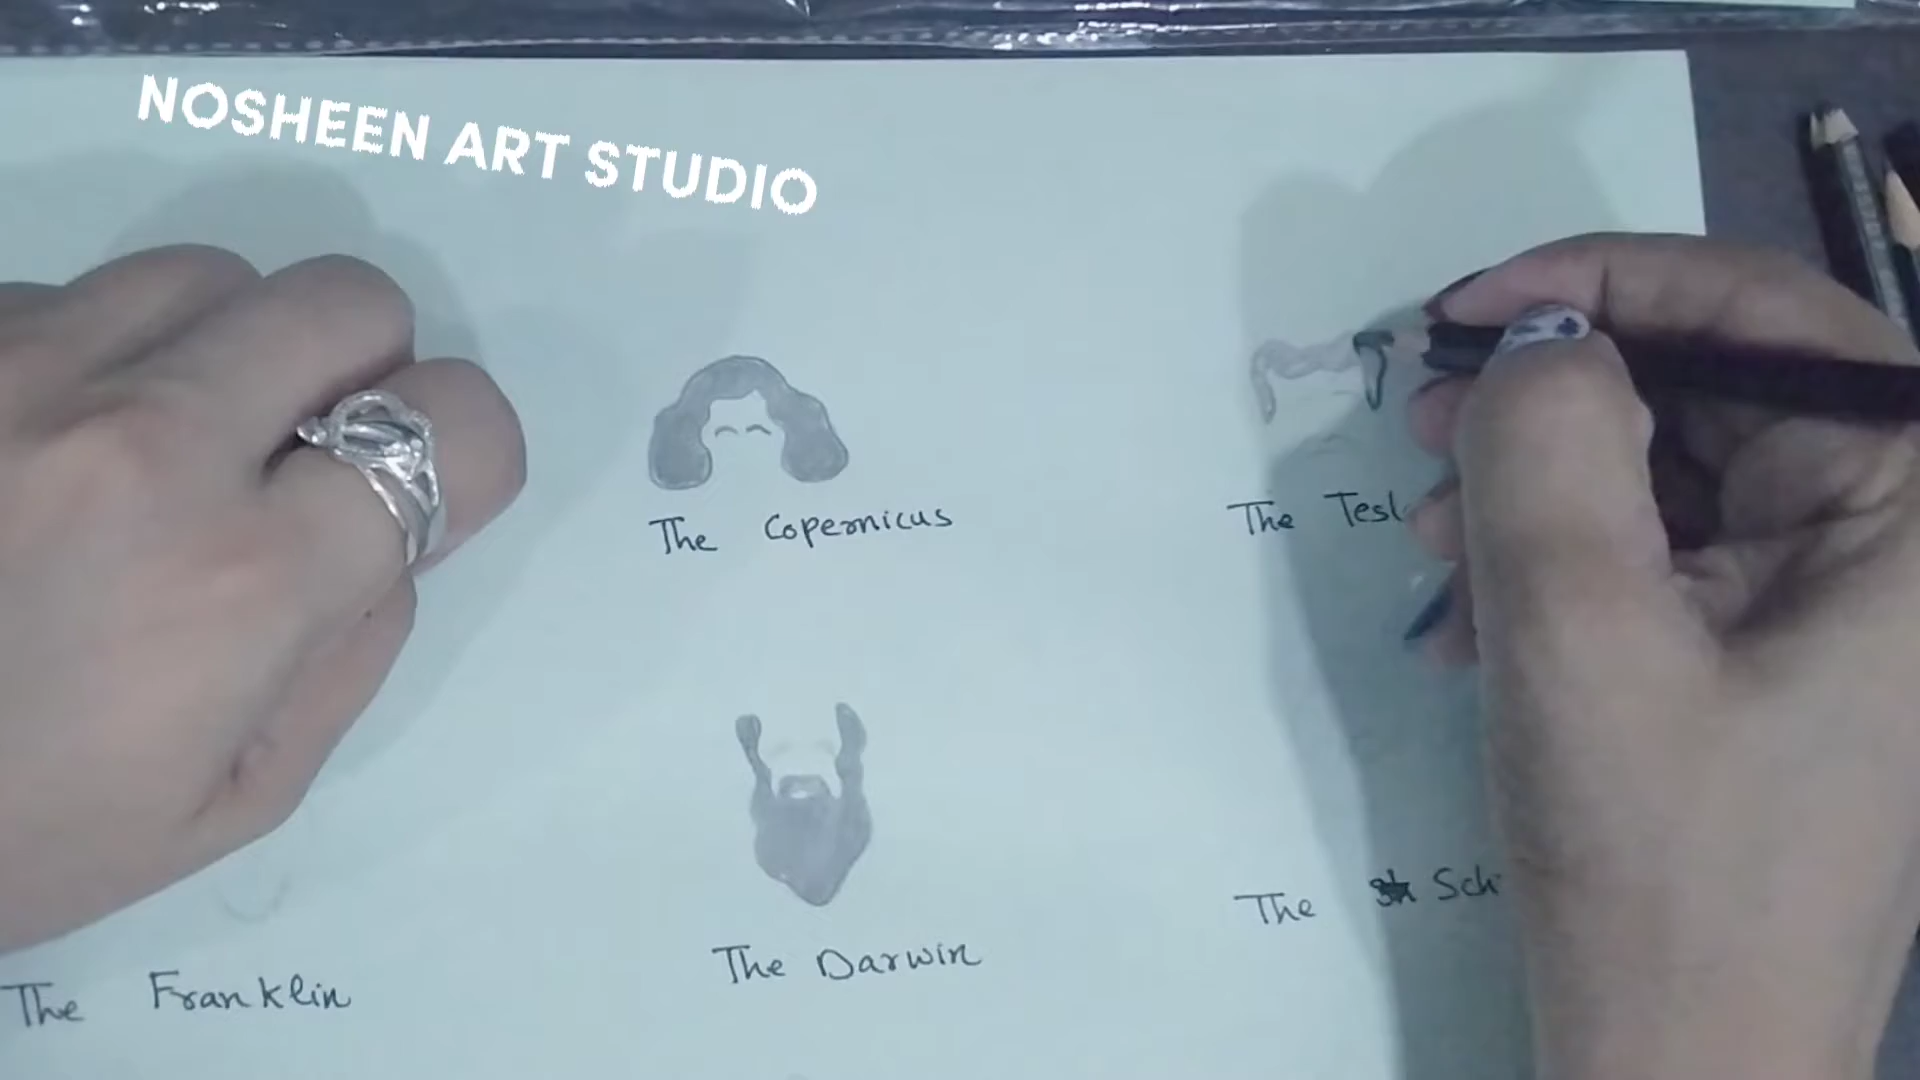 NOSHEEN ART STUDIO
The Copernicus
The Tesl
The Sch
The Darwin
The Franklin